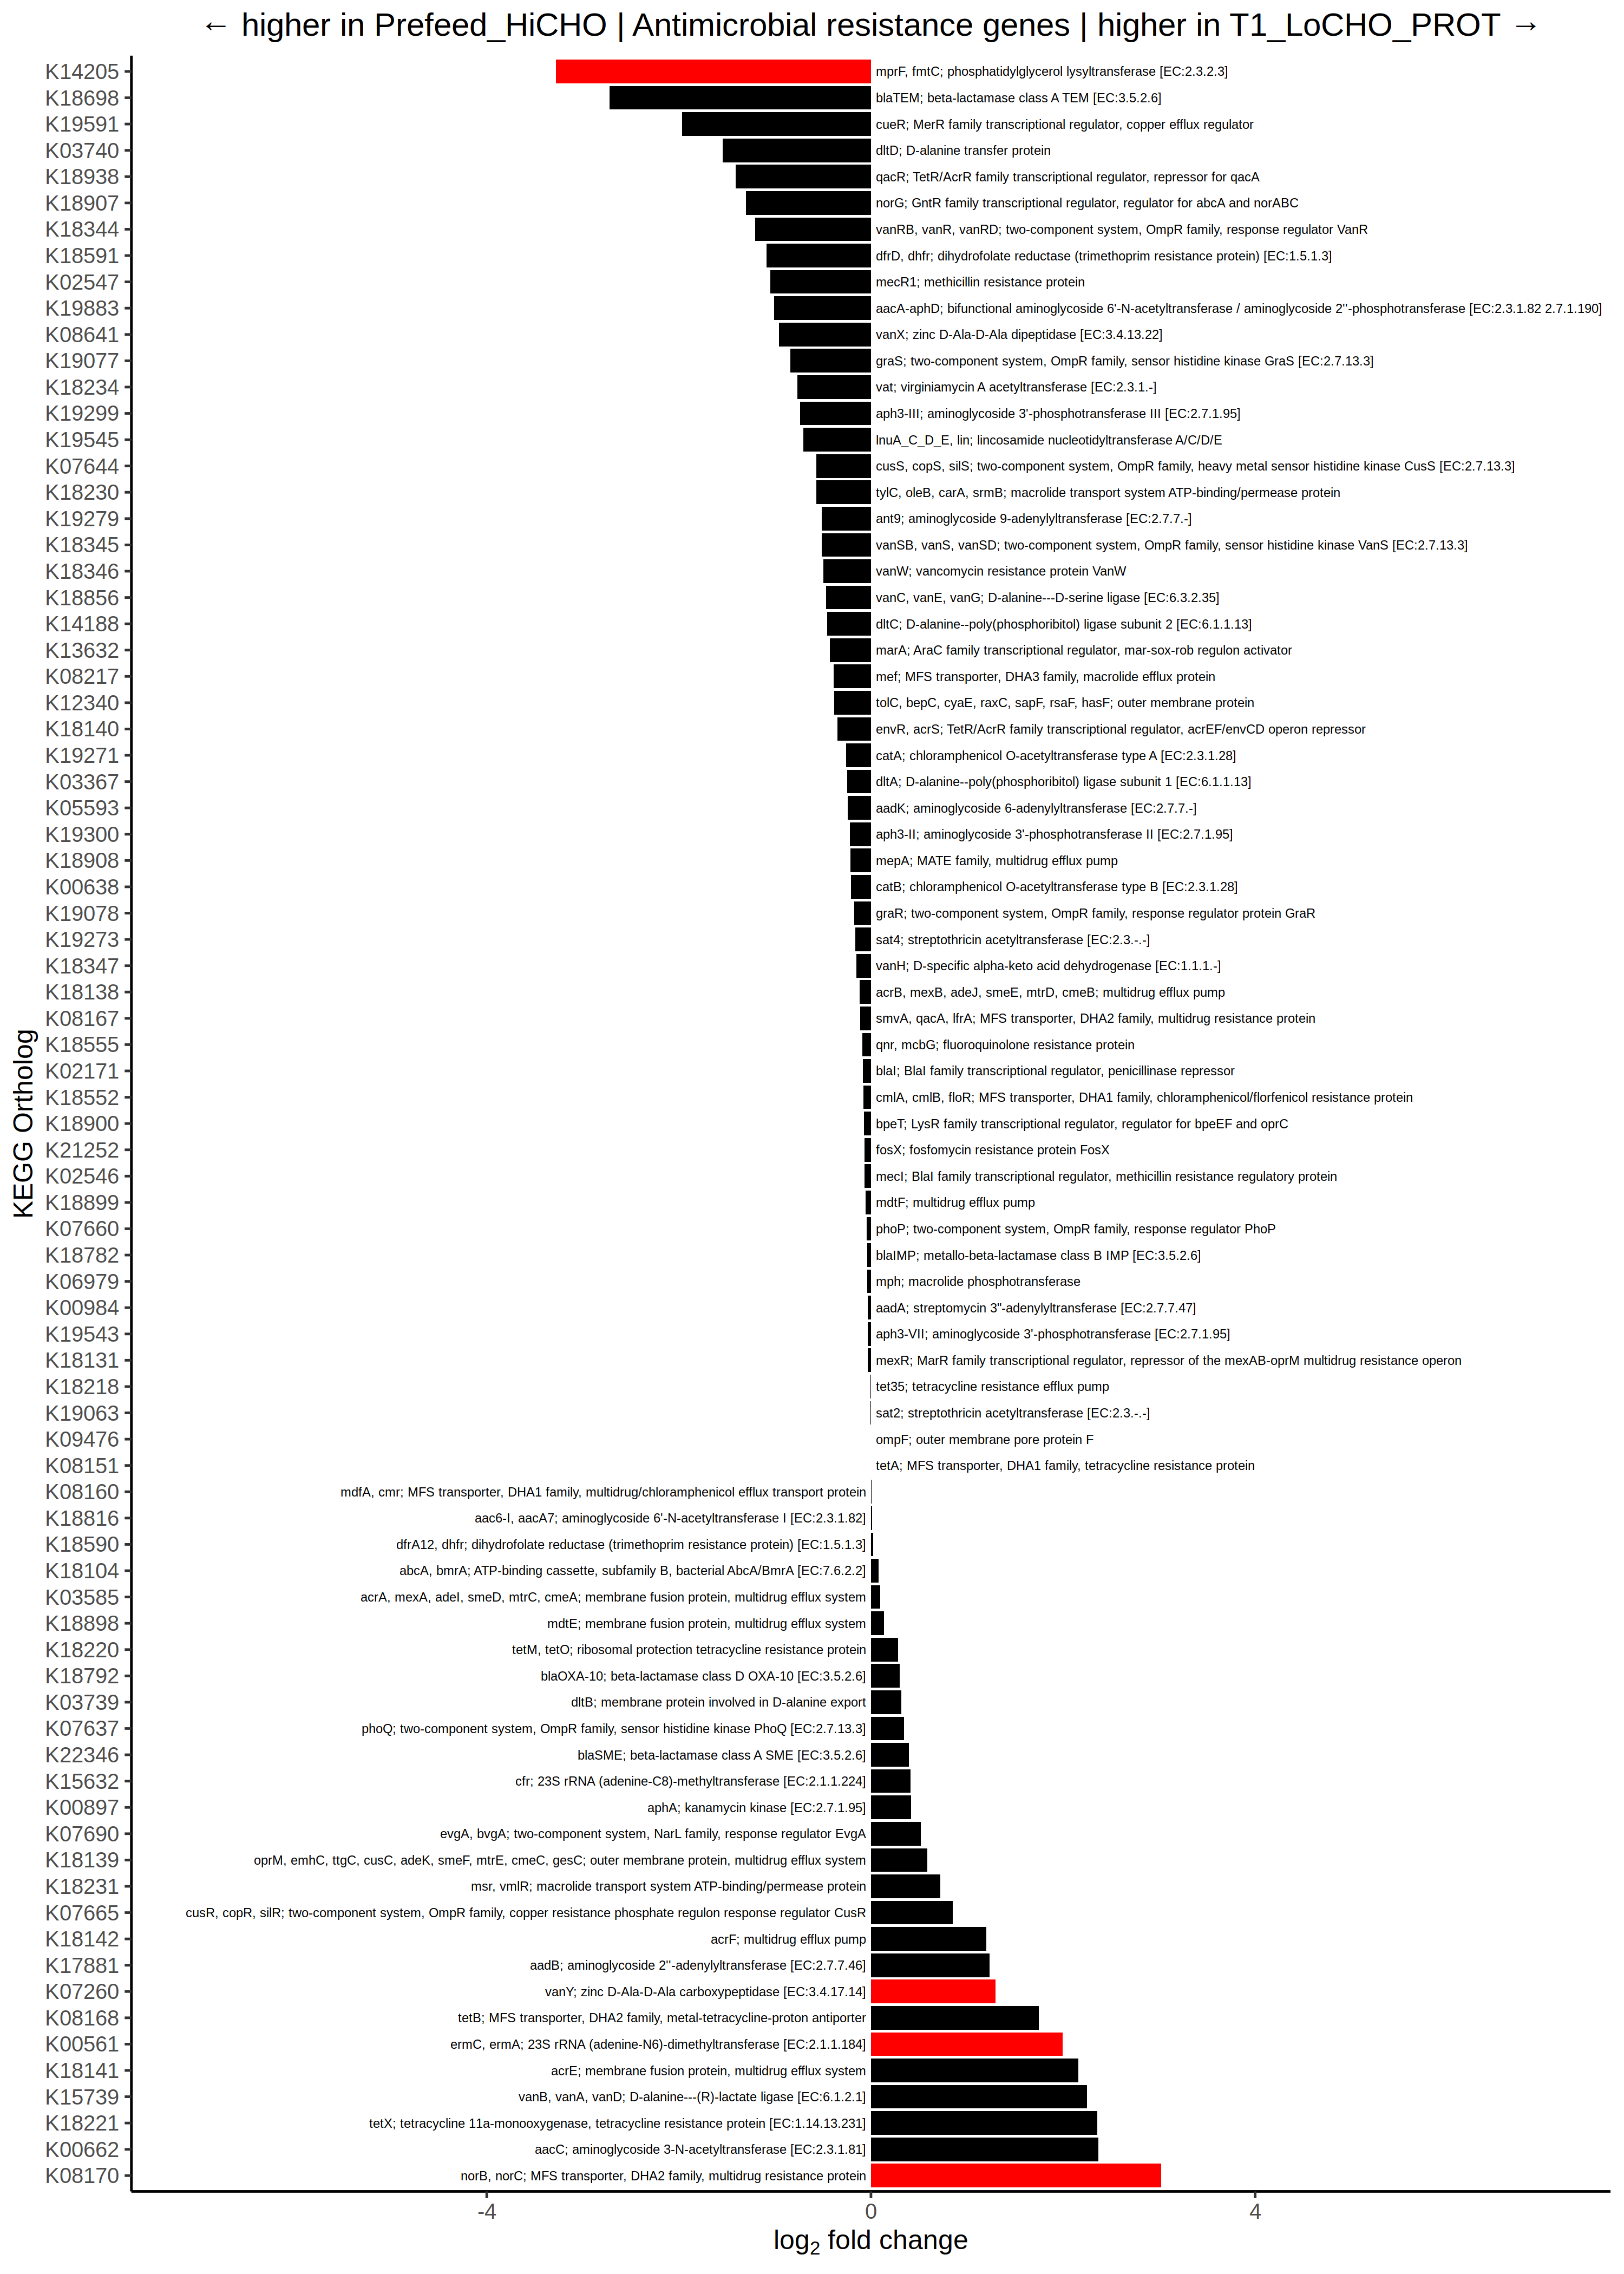 ← higher in Prefeed_HiCHO | Antimicrobial resistance genes | higher in T1_LoCHO_PROT →
K14205 mprF, fmtC; phosphatidylglycerol lysyltransferase [EC:2.3.2.3]
K18698 blaTEM; beta-lactamase class A TEM [EC:3.5.2.6]
K19591 cueR; MerR family transcriptional regulator, copper efflux regulator
K03740 dltD; D-alanine transfer protein
K18938 qacR; TetR/AcrR family transcriptional regulator, repressor for qacA
K18907 norG; GntR family transcriptional regulator, regulator for abcA and norABC
K18344 vanRB, vanR, vanRD; two-component system, OmpR family, response regulator VanR
K18591 dfrD, dhfr; dihydrofolate reductase (trimethoprim resistance protein) [EC:1.5.1.3]
K02547 mecR1; methicillin resistance protein
K19883 aacA-aphD; bifunctional aminoglycoside 6'-N-acetyltransferase / aminoglycoside 2''-phosphotransferase [EC:2.3.1.82 2.7.1.190]
K08641 vanX; zinc D-Ala-D-Ala dipeptidase [EC:3.4.13.22]
K19077 graS; two-component system, OmpR family, sensor histidine kinase GraS [EC:2.7.13.3]
K18234 vat; virginiamycin A acetyltransferase [EC:2.3.1.-]
K19299 aph3-III; aminoglycoside 3'-phosphotransferase III [EC:2.7.1.95]
K19545 lnuA_C_D_E, lin; lincosamide nucleotidyltransferase A/C/D/E
K07644 cusS, copS, silS; two-component system, OmpR family, heavy metal sensor histidine kinase CusS [EC:2.7.13.3]
K18230 tylC, oleB, carA, srmB; macrolide transport system ATP-binding/permease protein
K19279 ant9; aminoglycoside 9-adenylyltransferase [EC:2.7.7.-]
K18345 vanSB, vanS, vanSD; two-component system, OmpR family, sensor histidine kinase VanS [EC:2.7.13.3]
K18346 vanW; vancomycin resistance protein VanW
K18856 vanC, vanE, vanG; D-alanine---D-serine ligase [EC:6.3.2.35]
K14188 dltC; D-alanine--poly(phosphoribitol) ligase subunit 2 [EC:6.1.1.13]
K13632 marA; AraC family transcriptional regulator, mar-sox-rob regulon activator
K08217 mef; MFS transporter, DHA3 family, macrolide efflux protein
K12340 tolC, bepC, cyaE, raxC, sapF, rsaF, hasF; outer membrane protein
K18140 envR, acrS; TetR/AcrR family transcriptional regulator, acrEF/envCD operon repressor
K19271 catA; chloramphenicol O-acetyltransferase type A [EC:2.3.1.28]
K03367 dltA; D-alanine--poly(phosphoribitol) ligase subunit 1 [EC:6.1.1.13]
K05593 aadK; aminoglycoside 6-adenylyltransferase [EC:2.7.7.-]
K19300 aph3-II; aminoglycoside 3'-phosphotransferase II [EC:2.7.1.95]
K18908 mepA; MATE family, multidrug efflux pump
K00638 catB; chloramphenicol O-acetyltransferase type B [EC:2.3.1.28]
K19078 graR; two-component system, OmpR family, response regulator protein GraR
K19273 sat4; streptothricin acetyltransferase [EC:2.3.-.-]
K18347 vanH; D-specific alpha-keto acid dehydrogenase [EC:1.1.1.-]
K18138 acrB, mexB, adeJ, smeE, mtrD, cmeB; multidrug efflux pump
K08167 smvA, qacA, lfrA; MFS transporter, DHA2 family, multidrug resistance protein
K18555 qnr, mcbG; fluoroquinolone resistance protein
K02171 blaI; BlaI family transcriptional regulator, penicillinase repressor
K18552 cmlA, cmlB, floR; MFS transporter, DHA1 family, chloramphenicol/florfenicol resistance protein
K18900 bpeT; LysR family transcriptional regulator, regulator for bpeEF and oprC
K21252 fosX; fosfomycin resistance protein FosX
K02546 mecI; BlaI family transcriptional regulator, methicillin resistance regulatory protein
K18899 mdtF; multidrug efflux pump
K07660 phoP; two-component system, OmpR family, response regulator PhoP
K18782 blaIMP; metallo-beta-lactamase class B IMP [EC:3.5.2.6]
K06979 mph; macrolide phosphotransferase
K00984 aadA; streptomycin 3"-adenylyltransferase [EC:2.7.7.47]
K19543 aph3-VII; aminoglycoside 3'-phosphotransferase [EC:2.7.1.95]
K18131 mexR; MarR family transcriptional regulator, repressor of the mexAB-oprM multidrug resistance operon
K18218 tet35; tetracycline resistance efflux pump
K19063 sat2; streptothricin acetyltransferase [EC:2.3.-.-]
K09476 ompF; outer membrane pore protein F
K08151 tetA; MFS transporter, DHA1 family, tetracycline resistance protein
K08160 mdfA, cmr; MFS transporter, DHA1 family, multidrug/chloramphenicol efflux transport protein
K18816 aac6-I, aacA7; aminoglycoside 6'-N-acetyltransferase I [EC:2.3.1.82]
K18590 dfrA12, dhfr; dihydrofolate reductase (trimethoprim resistance protein) [EC:1.5.1.3]
K18104 abcA, bmrA; ATP-binding cassette, subfamily B, bacterial AbcA/BmrA [EC:7.6.2.2]
K03585 acrA, mexA, adeI, smeD, mtrC, cmeA; membrane fusion protein, multidrug efflux system
K18898 mdtE; membrane fusion protein, multidrug efflux system
K18220 tetM, tetO; ribosomal protection tetracycline resistance protein
K18792 blaOXA-10; beta-lactamase class D OXA-10 [EC:3.5.2.6]
K03739 dltB; membrane protein involved in D-alanine export
K07637 phoQ; two-component system, OmpR family, sensor histidine kinase PhoQ [EC:2.7.13.3]
K22346 blaSME; beta-lactamase class A SME [EC:3.5.2.6]
K15632 cfr; 23S rRNA (adenine-C8)-methyltransferase [EC:2.1.1.224]
K00897 aphA; kanamycin kinase [EC:2.7.1.95]
K07690 evgA, bvgA; two-component system, NarL family, response regulator EvgA
K18139 oprM, emhC, ttgC, cusC, adeK, smeF, mtrE, cmeC, gesC; outer membrane protein, multidrug efflux system
K18231 msr, vmlR; macrolide transport system ATP-binding/permease protein
K07665 cusR, copR, silR; two-component system, OmpR family, copper resistance phosphate regulon response regulator CusR
K18142 acrF; multidrug efflux pump
K17881 aadB; aminoglycoside 2''-adenylyltransferase [EC:2.7.7.46]
K07260 vanY; zinc D-Ala-D-Ala carboxypeptidase [EC:3.4.17.14]
K08168 tetB; MFS transporter, DHA2 family, metal-tetracycline-proton antiporter
K00561 ermC, ermA; 23S rRNA (adenine-N6)-dimethyltransferase [EC:2.1.1.184]
K18141 acrE; membrane fusion protein, multidrug efflux system
K15739 vanB, vanA, vanD; D-alanine---(R)-lactate ligase [EC:6.1.2.1]
K18221 tetX; tetracycline 11a-monooxygenase, tetracycline resistance protein [EC:1.14.13.231]
K00662 aacC; aminoglycoside 3-N-acetyltransferase [EC:2.3.1.81]
K08170 norB, norC; MFS transporter, DHA2 family, multidrug resistance protein
KEGG Ortholog
-4 0 4
log2 fold change